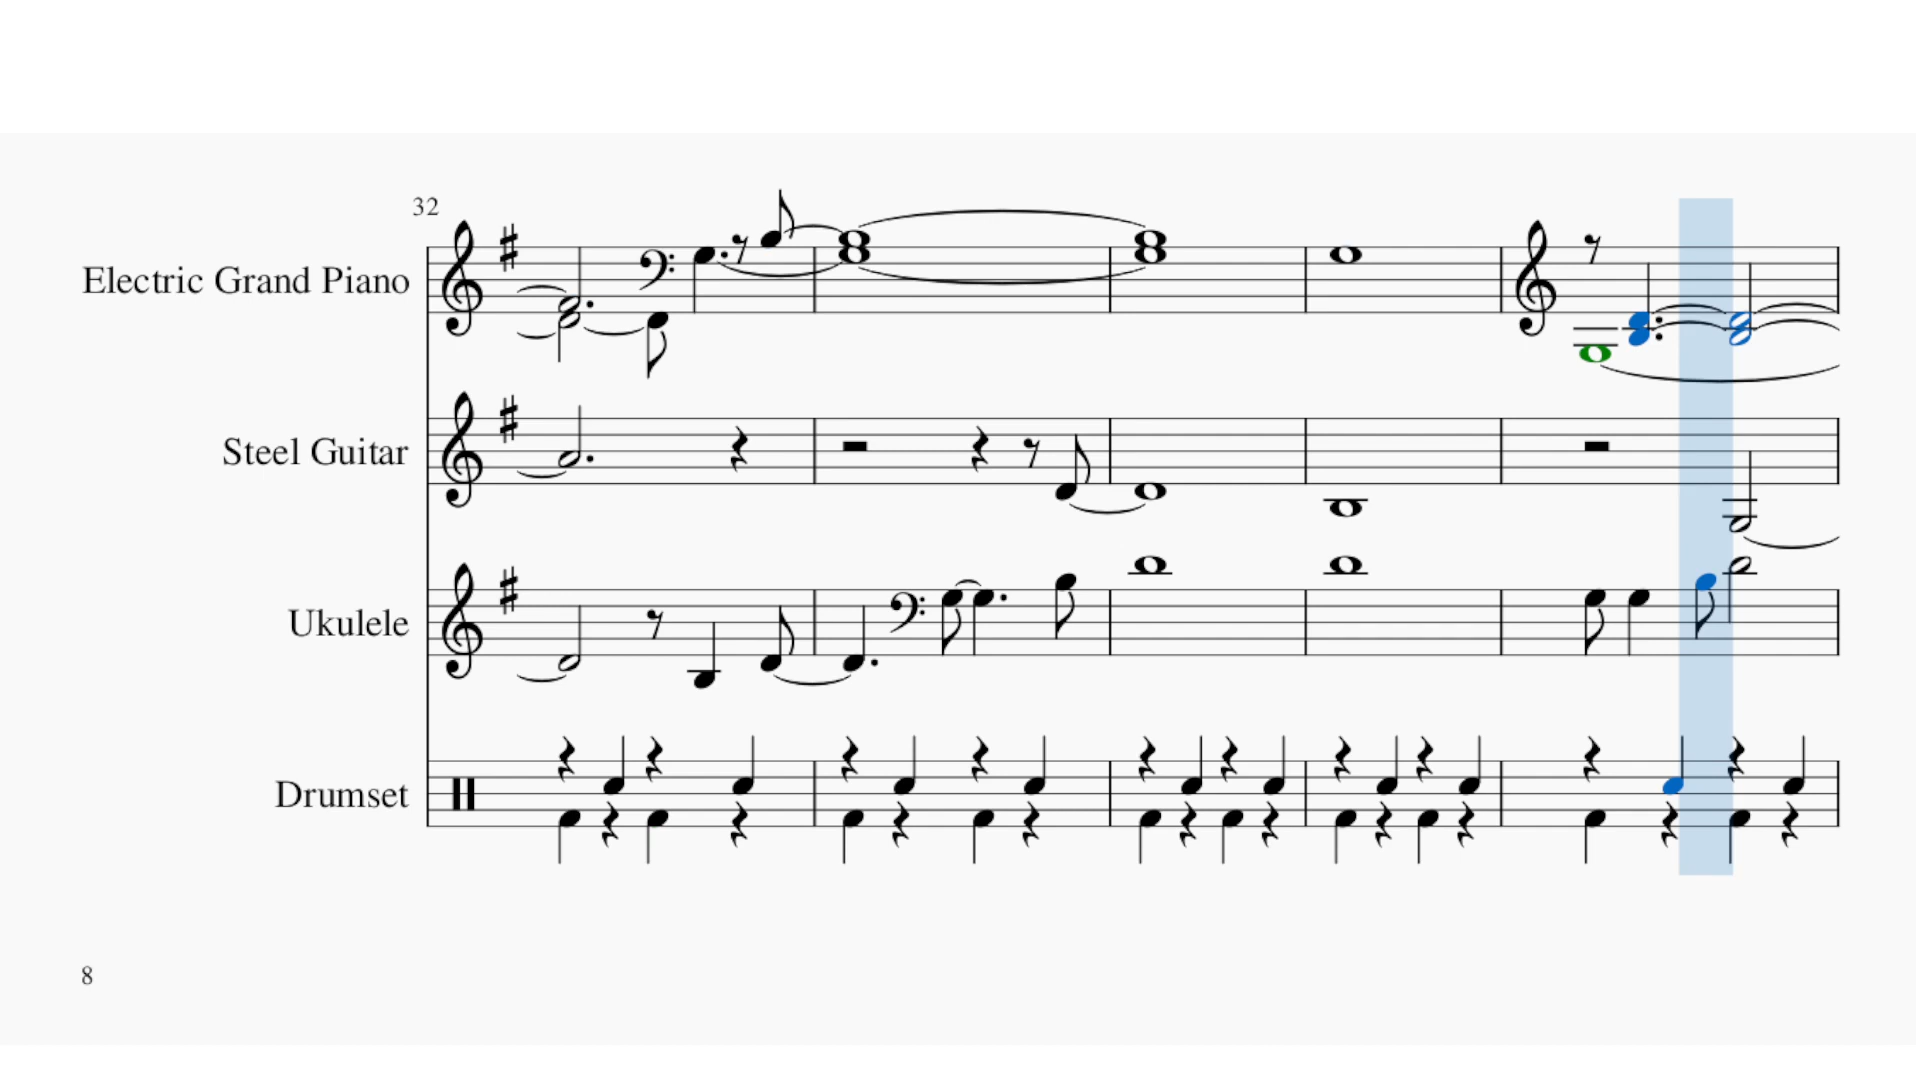 32
Electric Grand Piano
Steel Guitar
Ukulele
Drumset
8